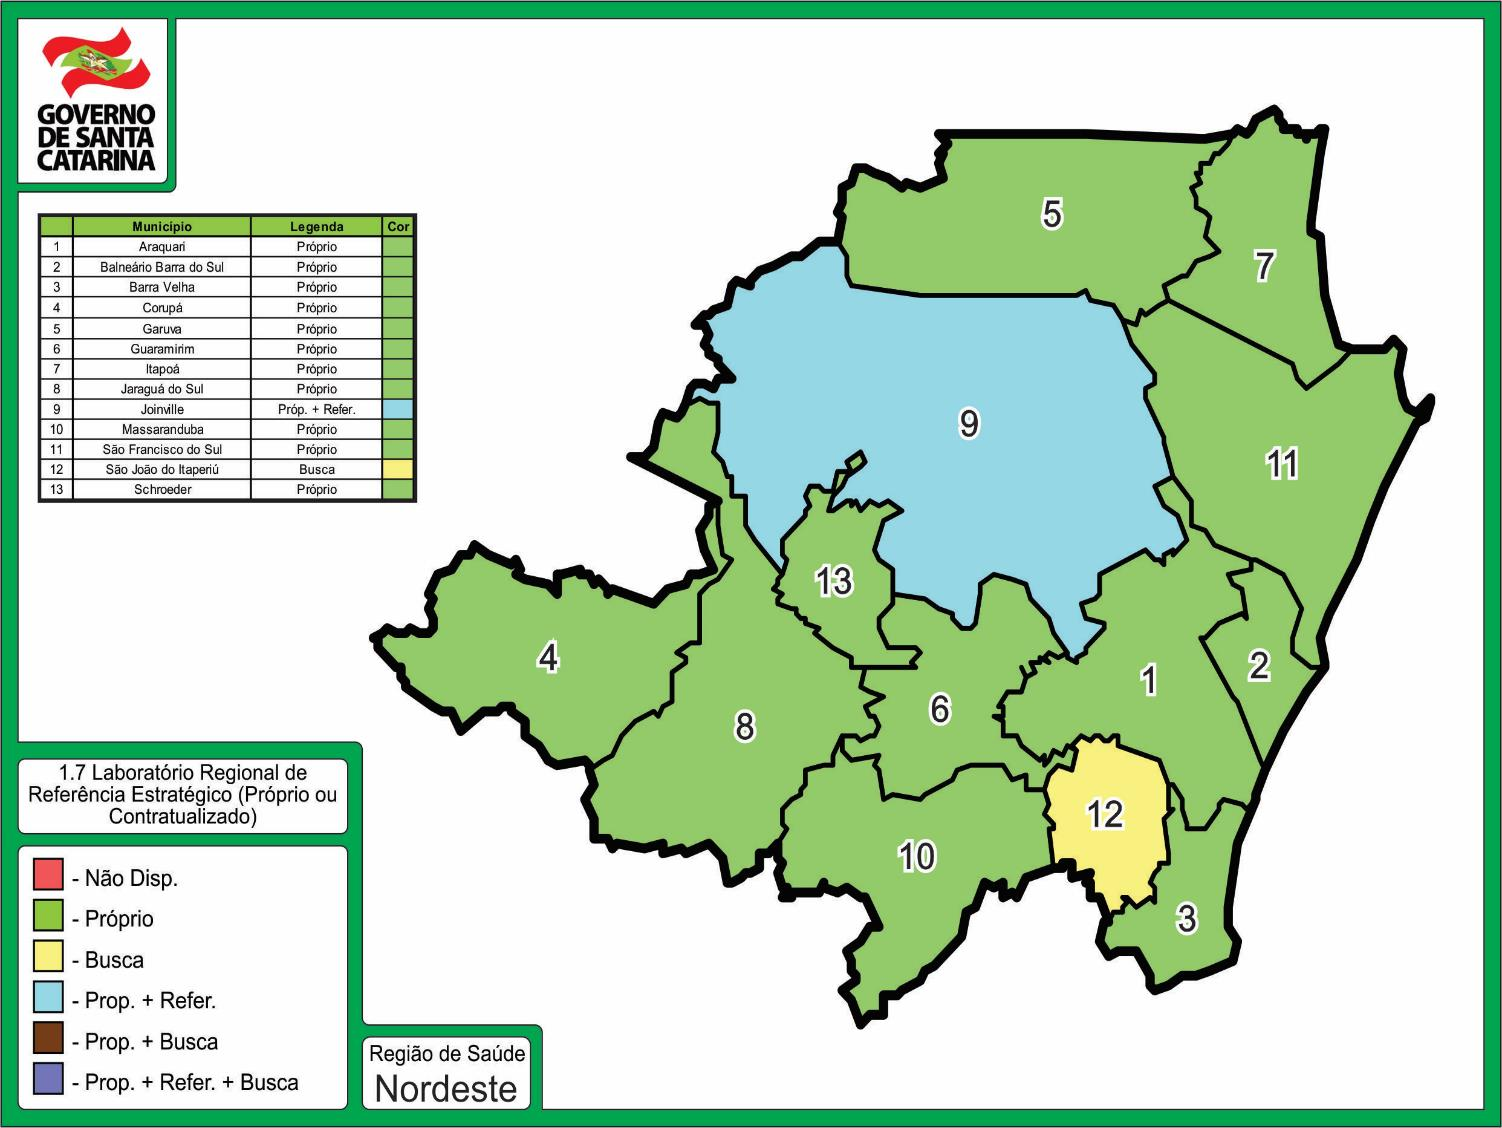 GOVERNO
DE SANTA
CATARINA
Município Legenda Cor
1 Araquari Próprio
2 Balneário Barra do Sul Próprio
3 Barra Velha Próprio
4 Corupá Próprio
5 Garuva Próprio
6 Guaramirim Próprio
7 Itapoá Próprio
8 Jaraguá do Sul Próprio
9 Joinville Próp. + Refer.
10 Massaranduba Próprio
11 São Francisco do Sul Próprio
12 São João do Itaperiú Busca
13 Schroeder Próprio
5
7
9
11
13
4
2
1
6
8
12
10
3
1.7 Laboratório Regional de
Referência Estratégico (Próprio ou
Contratualizado)
- Não Disp.
- Próprio
- Busca
- Prop. + Refer.
- Prop. + Busca
- Prop. + Refer. + Busca
Região de Saúde
Nordeste